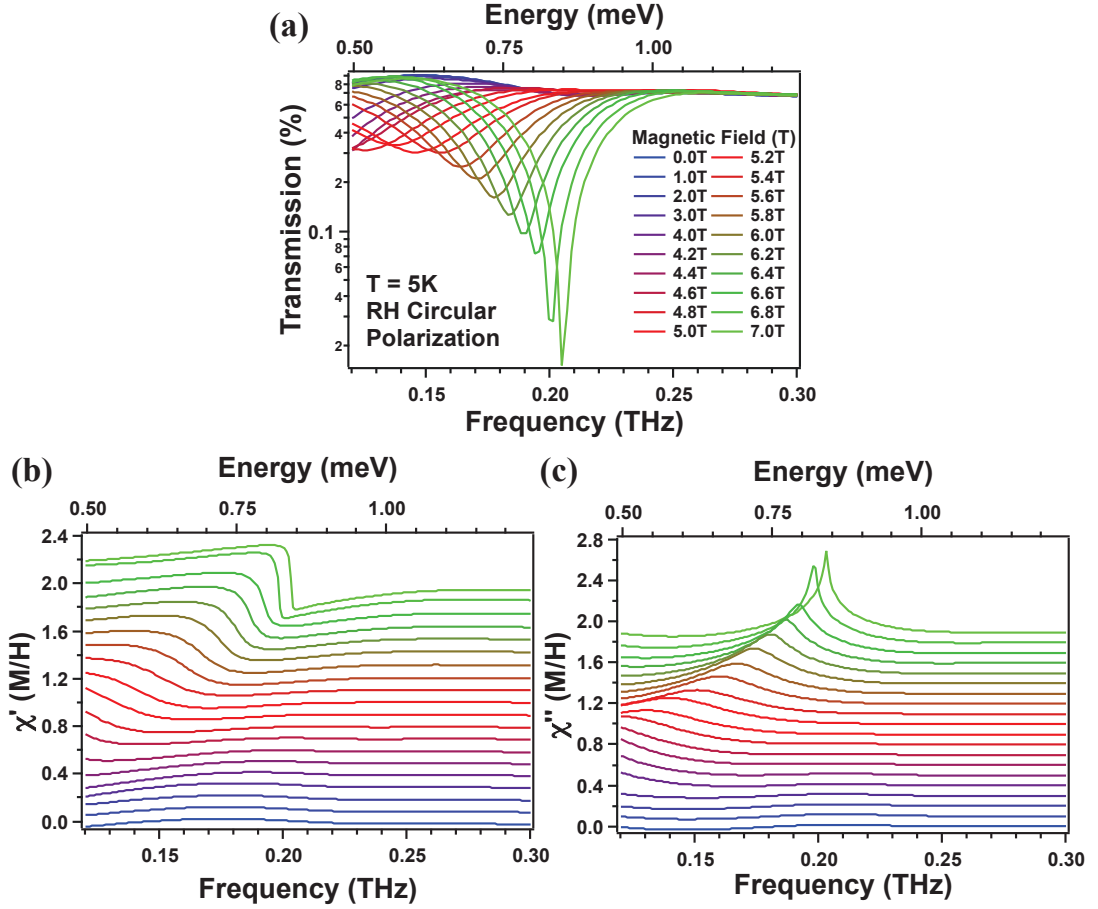 (a)
Energy (meV)
0.50 0.75 1.00
Transmission (%)
8
6
4
2
0.1
8
6
4
2
Magnetic Field (T)
0.0T 5.2T
1.0T 5.4T
2.0T 5.6T
3.0T 5.8T
4.0T 6.0T
4.2T 6.2T
4.4T 6.4T
4.6T 6.6T
4.8T 6.8T
5.0T 7.0T
T = 5K
RH Circular
Polarization
0.15 0.20 0.25 0.30
Frequency (THz)
(b)
Energy (meV)
0.50 0.75 1.00
χ' (M/H)
2.4
2.0
1.6
1.2
0.8
0.4
0.0
0.15 0.20 0.25 0.30
Frequency (THz)
(c)
Energy (meV)
0.50 0.75 1.00
χ'' (M/H)
2.8
2.4
2.0
1.6
1.2
0.8
0.4
0.0
0.15 0.20 0.25 0.30
Frequency (THz)